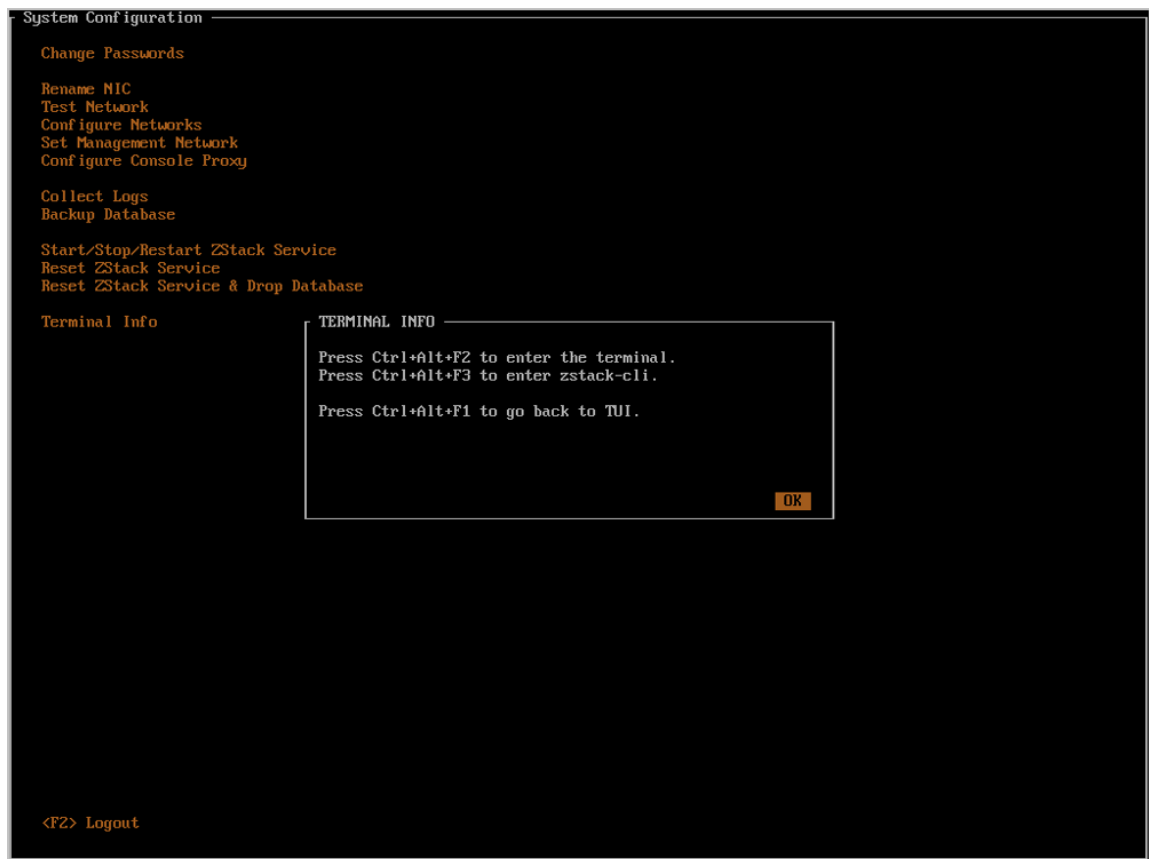 System Configuration
Change Passwords
Rename NIC
Test Network
Configure Networks
Set Management Network
Configure Console Proxy
Collect Logs
Backup Database
Start/Stop/Restart ZStack Service
Reset ZStack Service
Reset ZStack Service & Drop Database
Terminal Info
TERMINAL INFO
Press Ctrl+Alt+F2 to enter the terminal.
Press Ctrl+Alt+F3 to enter zstack-cli.
Press Ctrl+Alt+F1 to go back to TUI.
OK
<F2> Logout